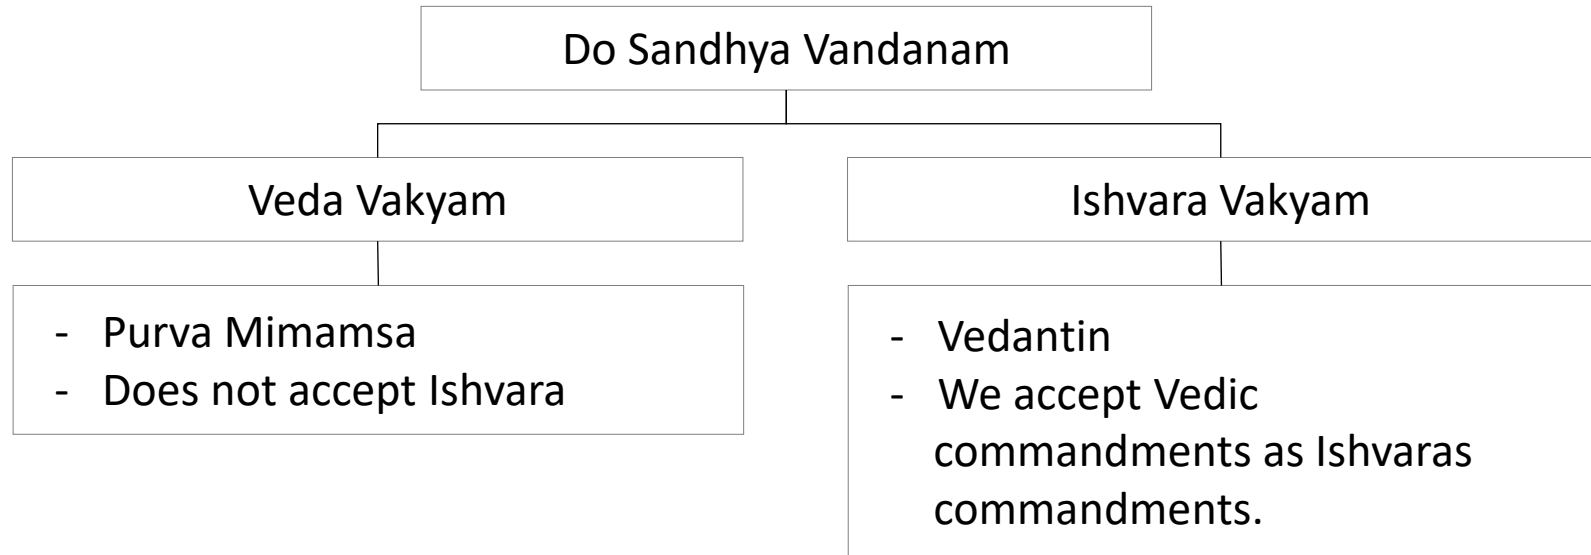 Do Sandhya Vandanam
Veda Vakyam
Ishvara Vakyam
- Purva Mimamsa
- Does not accept Ishvara
- Vedantin
- We accept Vedic
commandments as Ishvaras
commandments.